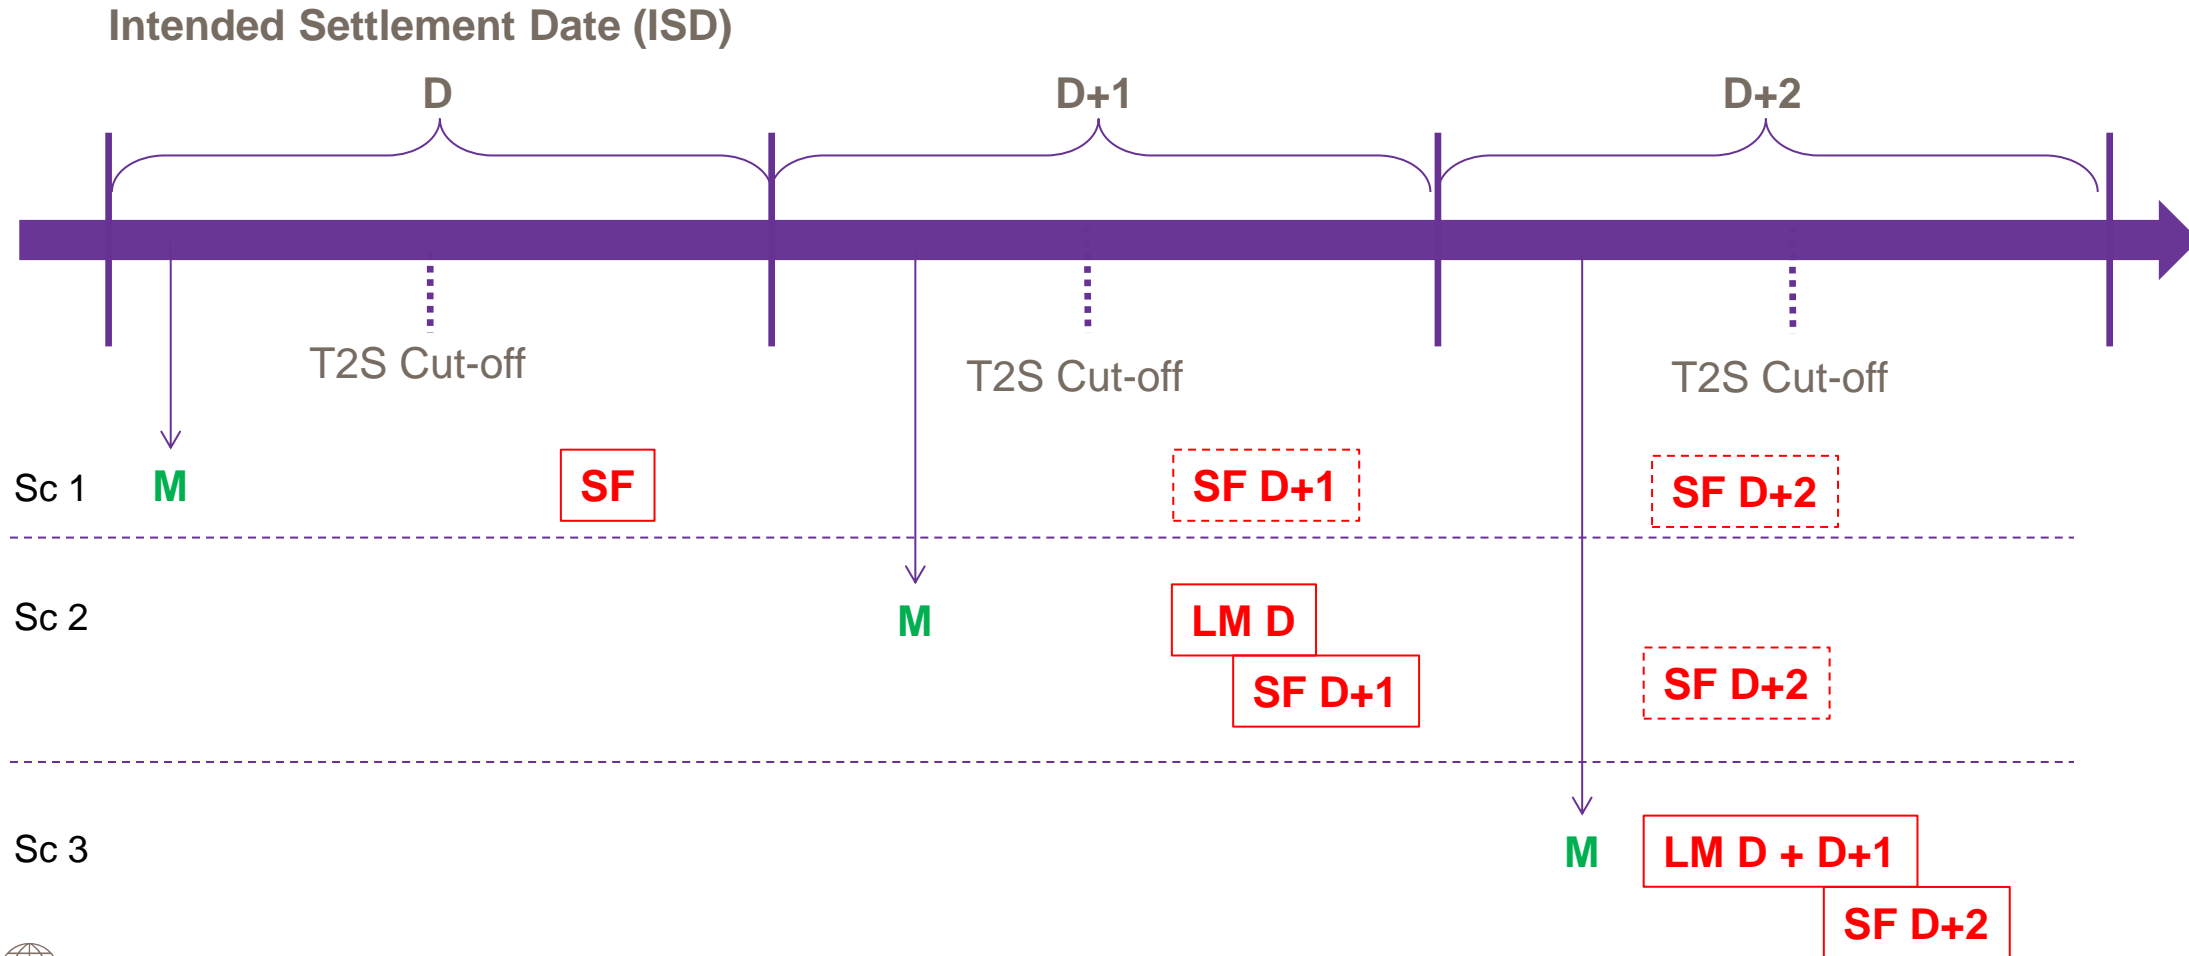 Intended Settlement Date (ISD)
D
D+1
D+2
T2S Cut-off
T2S Cut-off
T2S Cut-off
Sc 1
M
SF
SF D+1
SF D+2
Sc 2
M
LM D
SF D+1
SF D+2
Sc 3
M
LM D + D+1
SF D+2